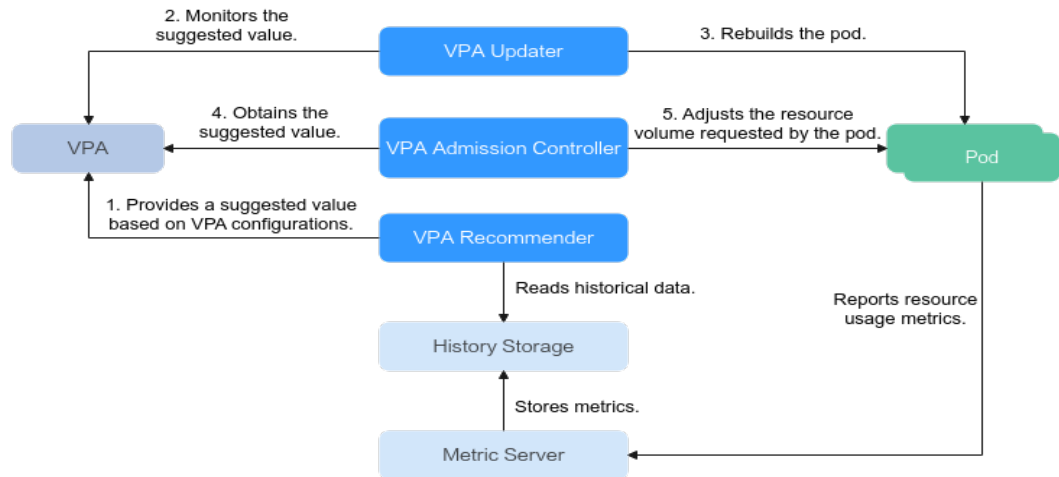 2. Monitors the
suggested value.
VPA Updater
3. Rebuilds the pod.
4. Obtains the
suggested value.
5. Adjusts the resource
volume requested by the pod.
VPA
VPA Admission Controller
Pod
1. Provides a suggested value
based on VPA configurations.
VPA Recommender
Reads historical data.
Reports resource
usage metrics.
History Storage
Stores metrics.
Metric Server